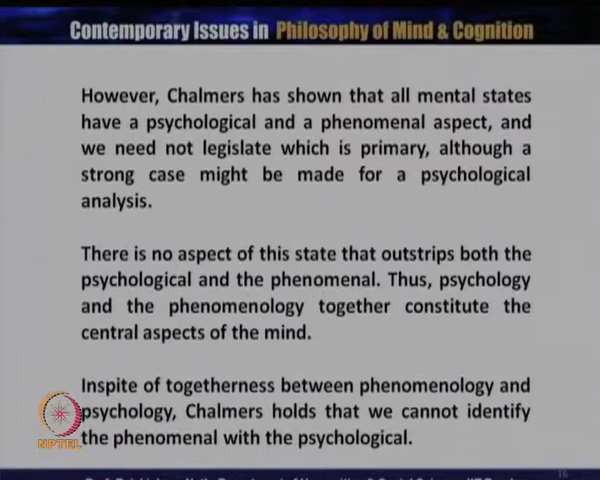 Contemporary Issues in Philosophy of Mind & Cognition
However, Chalmers has shown that all mental states
have a psychological and a phenomenal aspect, and
we need not legislate which is primary, although a
strong case might be made for a psychological
analysis.
There is no aspect of this state that outstrips both the
psychological and the phenomenal. Thus, psychology
and the phenomenology together constitute the
central aspects of the mind.
Inspite of togetherness between phenomenology and
psychology, Chalmers holds that we cannot identify
the phenomenal with the psychological.
NPTEL
16